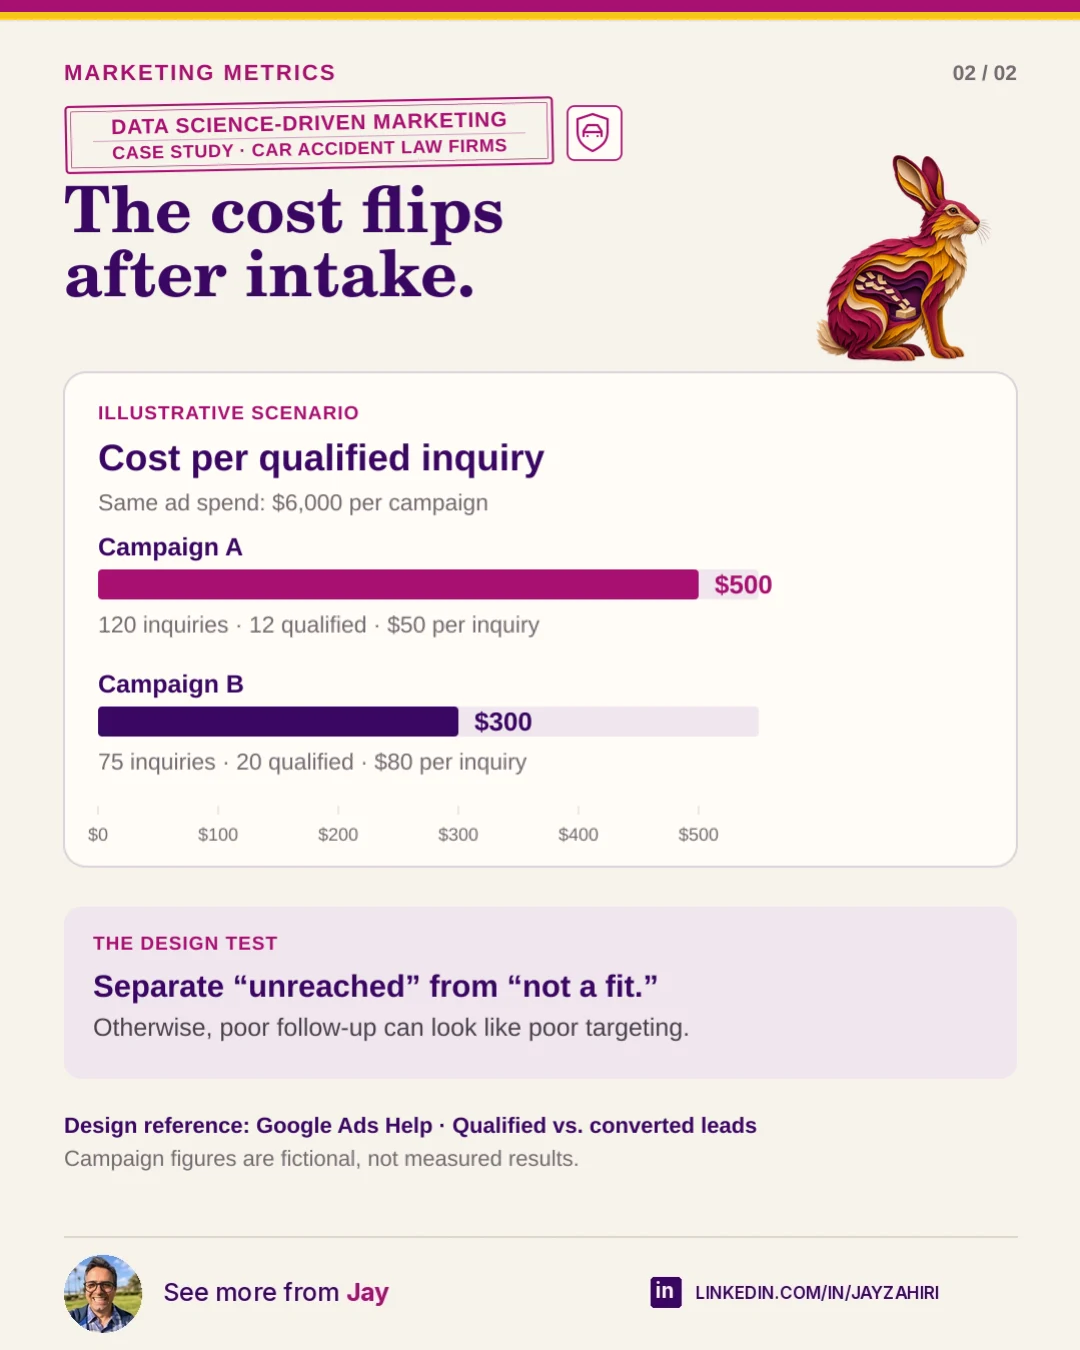 MARKETING METRICS
02 / 02
DATA SCIENCE-DRIVEN MARKETING
CASE STUDY · CAR ACCIDENT LAW FIRMS
The cost flips
after intake.
ILLUSTRATIVE SCENARIO
Cost per qualified inquiry
Same ad spend: $6,000 per campaign
Campaign A
$500
120 inquiries · 12 qualified · $50 per inquiry
Campaign B
$300
75 inquiries · 20 qualified · $80 per inquiry
$0 $100 $200 $300 $400 $500
THE DESIGN TEST
Separate “unreached” from “not a fit.”
Otherwise, poor follow-up can look like poor targeting.
Design reference: Google Ads Help · Qualified vs. converted leads
Campaign figures are fictional, not measured results.
See more from Jay
in LINKEDIN.COM/IN/JAYZAHIRI